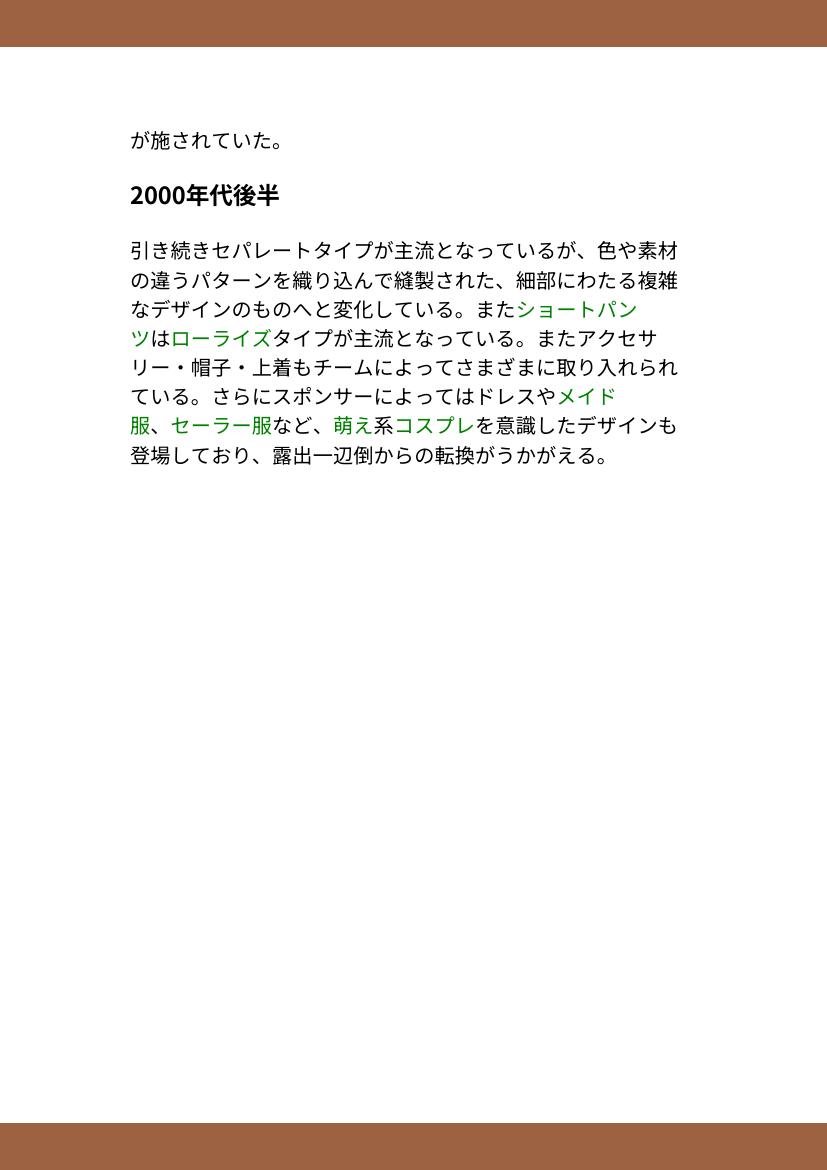 が施されていた。
2000年代後半
引き続きセパレートタイプが主流となっているが、色や素材
の違うパターンを織り込んで縫製された、細部にわたる複雑
なデザインのものへと変化している。またショートパン
ツはローライズタイプが主流となっている。またアクセサ
リー・帽子・上着もチームによってさまざまに取り入れられ
ている。さらにスポンサーによってはドレスやメイド
服、セーラー服など、萌え系コスプレを意識したデザインも
登場しており、露出一辺倒からの転換がうかがえる。